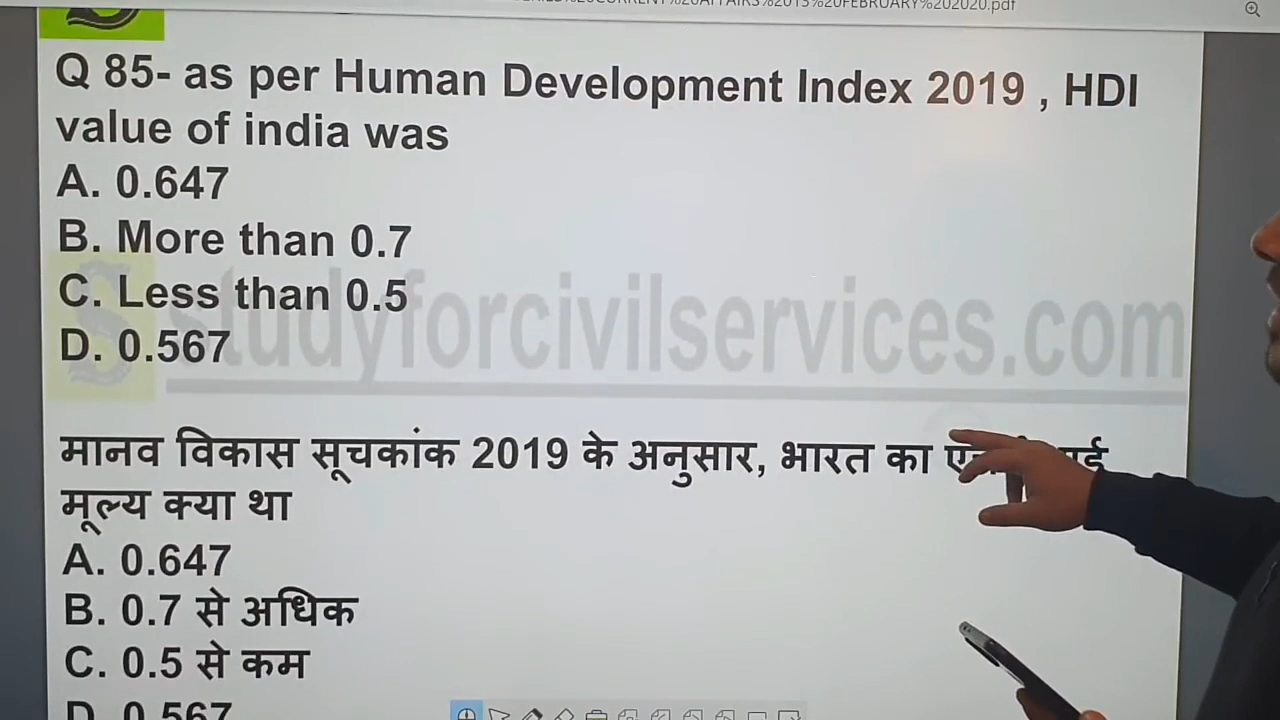 Q 85- as per Human Development Index 2019 , HDI
value of india was
A. 0.647
B. More than 0.7
C. Less than 0.5
D. 0.567
studyforcivilservices.com
मानव विकास सूचकांक 2019 के अनुसार, भारत का
मूल्य क्या था
A. 0.647
B. 0.7 से अधिक
C. 0.5 से कम
D. 0.567